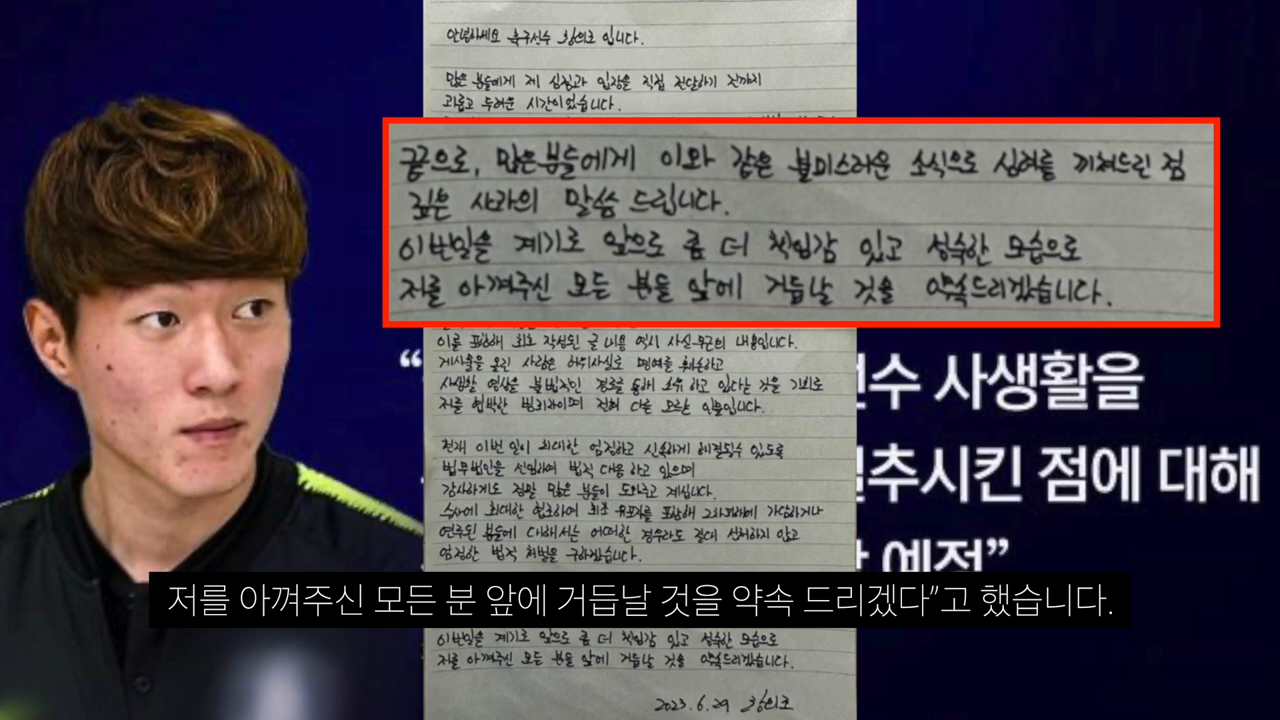 안녕하세요 축구선수 황의조 입니다.
많은 분들에게 제 심정과 입장을 직접 전달하기 전까지
괴롭고 두려운 시간이었습니다.
끝으로, 많은분들에게 이와 같은 불미스러운 소식으로 심려를 끼쳐드린 점
깊은 사과의 말씀 드립니다.
이번일을 계기로 앞으로 좀 더 책임감 있고 성숙한 모습으로
저를 아껴주신 모든 분들 앞에 거듭날 것을 약속드리겠습니다.
이를 포함해 최초 작성된 글 내용 역시 사실무근의 내용입니다.
게시물을 올린 사람은 허위사실로 명예를 훼손하고
사생활 영상을 불법적인 경로를 통해 소유 하고 있다는 것을 기회로
저를 협박한 범죄자이며 전혀 다른 모르는 인물입니다.
“
선수 사생활을
현재 이번 일이 최대한 엄중하고 신속하게 해결될수 있도록
법무법인을 선임하여 법적 대응 하고 있으며
감사하게도 정말 많은 분들이 도와주고 계십니다.
점에 대해
수사에 최대한 협조하여 최초 유포자를 포함해 2차가해에 가담하거나
연루된 분들에 대해서는 어떠한 경우라도 절대 선처하지 않고
엄정한 법적 처벌을 구하겠습니다.
예정”
저를 아껴주신 모든 분 앞에 거듭날 것을 약속 드리겠다”고 했습니다.
이번일을 계기로 앞으로 좀 더 책임감 있고 성숙한 모습으로
저를 아껴주신 모든 분들 앞에 거듭날 것을 약속드리겠습니다.
2023.6.29 황의조